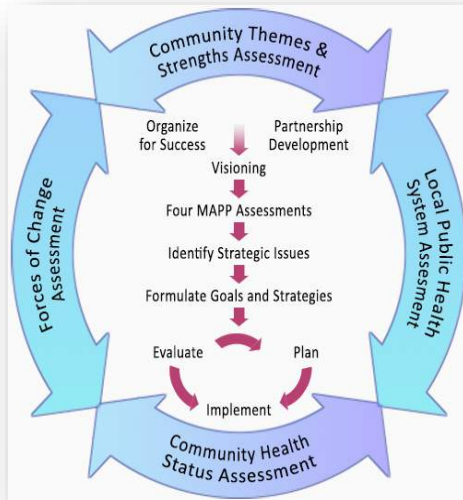 Community Themes &
Strengths Assessment
Organize
for Success
Partnership
Development
Visioning
Four MAPP Assessments
Identify Strategic Issues
Formulate Goals and Strategies
Evaluate
Plan
Implement
Forces of Change
Assessment
Local Public Health
System Assessment
Community Health
Status Assessment